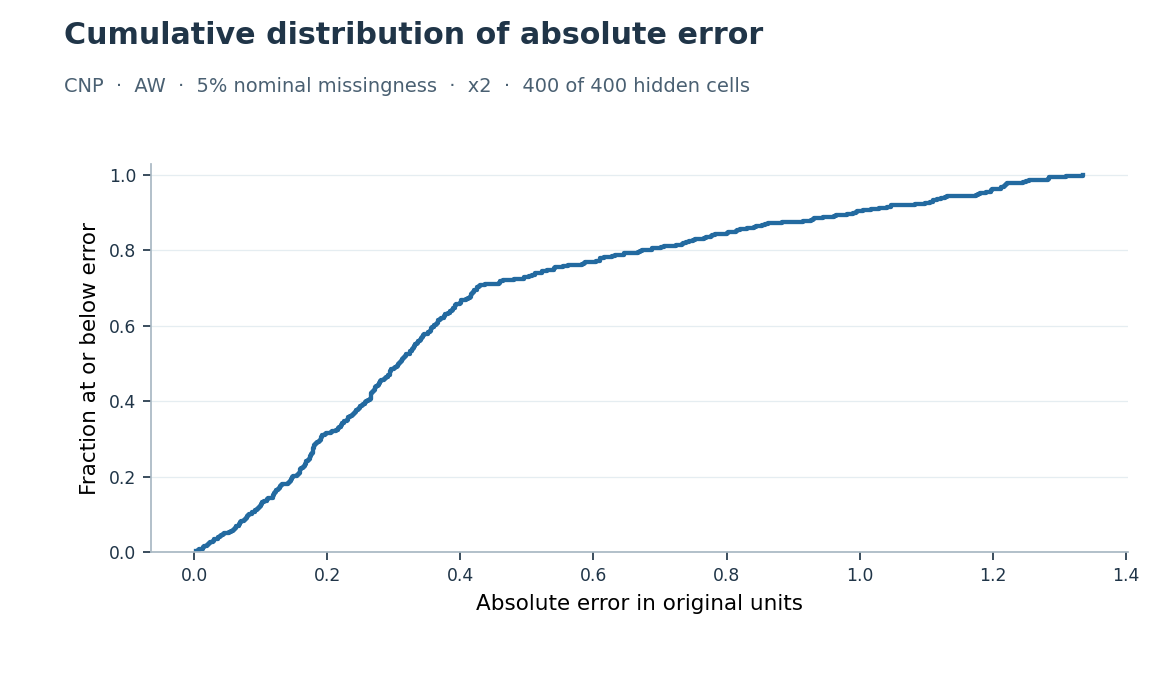 Cumulative distribution of absolute error
CNP · AW · 5% nominal missingness · x2 · 400 of 400 hidden cells
Fraction at or below error
1.0
0.8
0.6
0.4
0.2
0.0
0.0 0.2 0.4 0.6 0.8 1.0 1.2 1.4
Absolute error in original units